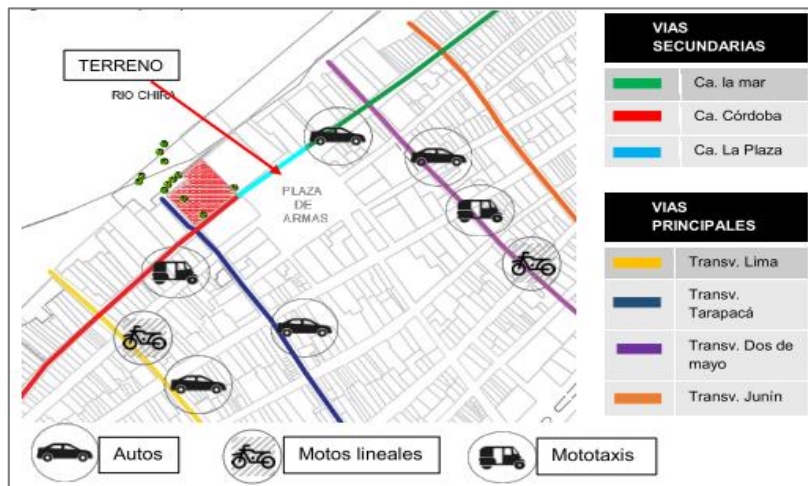 TERRENO
RIO CHIRA
PLAZA
DE
ARMAS
VIAS
SECUNDARIAS
Ca. la mar
Ca. Córdoba
Ca. La Plaza
VIAS
PRINCIPALES
Transv. Lima
Transv.
Tarapacá
Transv. Dos de
mayo
Transv. Junín
Autos
Motos lineales
Mototaxis